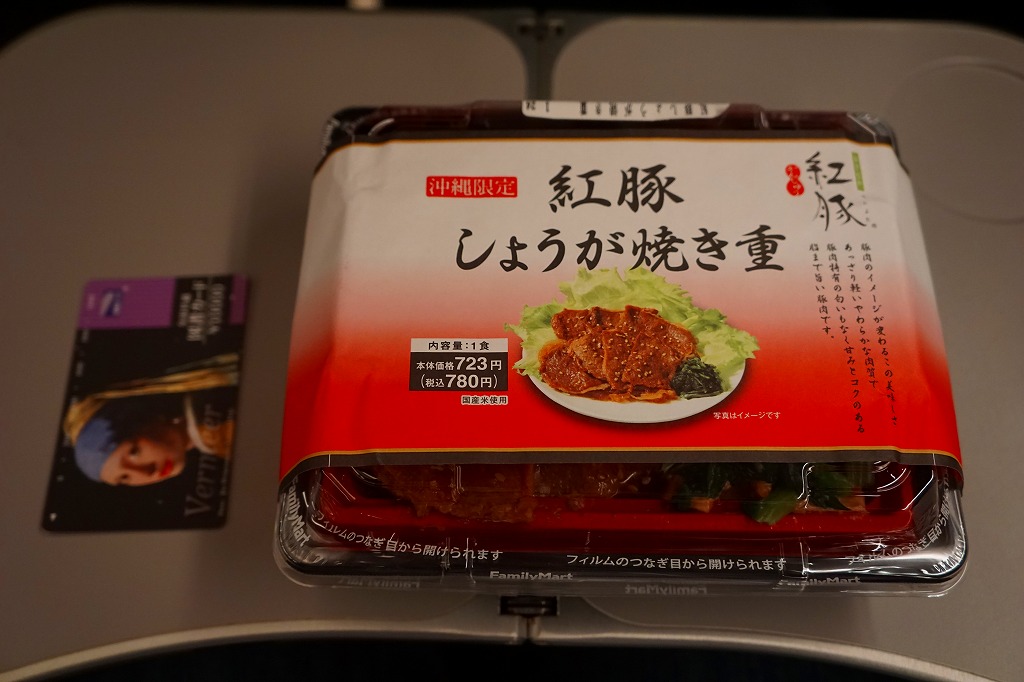 沖縄限定
紅豚
しょうが焼き重
紅豚
豚肉のイメージが変わるこの美味しさ
あっさり軽いやわらかな肉質で
豚肉特有の匂いもなく甘みとコクのある
脂まで旨い豚肉です。
内容量:1食
本体価格723円
(税込780円)
国産米使用
写真はイメージです
FamilyMart
フィルムのつなぎ目から開けられます
フィルムのつなぎ目から開けられます
FamilyMart
Vermeer